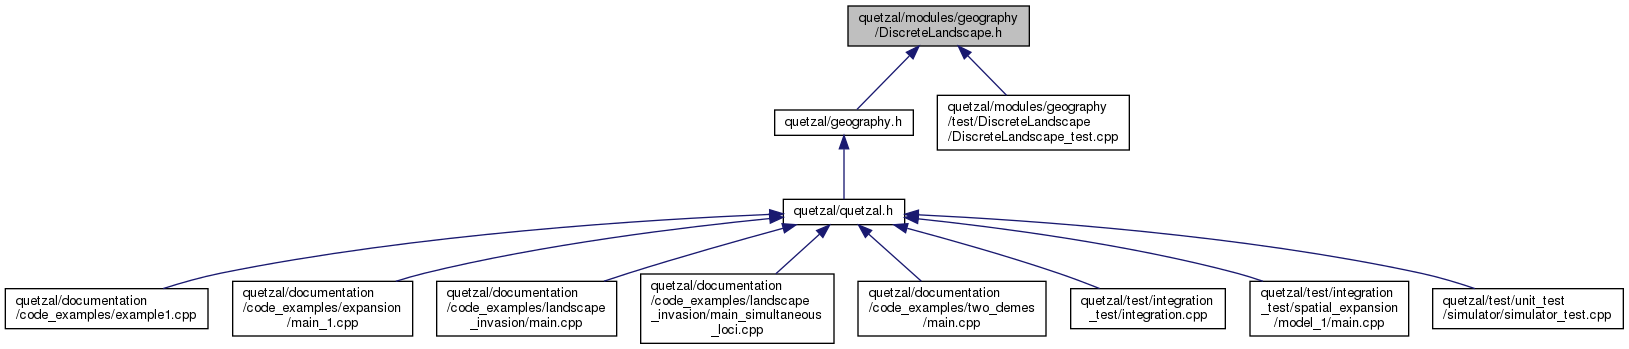 quetzal/modules/geography
/DiscreteLandscape.h
quetzal/geography.h
quetzal/modules/geography
/test/DiscreteLandscape
/DiscreteLandscape_test.cpp
quetzal/quetzal.h
quetzal/documentation
/code_examples/example1.cpp
quetzal/documentation
/code_examples/expansion
/main_1.cpp
quetzal/documentation
/code_examples/landscape
_invasion/main.cpp
quetzal/documentation
/code_examples/landscape
_invasion/main_simultaneous
_loci.cpp
quetzal/documentation
/code_examples/two_demes
/main.cpp
quetzal/test/integration
_test/integration.cpp
quetzal/test/integration
_test/spatial_expansion
/model_1/main.cpp
quetzal/test/unit_test
/simulator/simulator_test.cpp